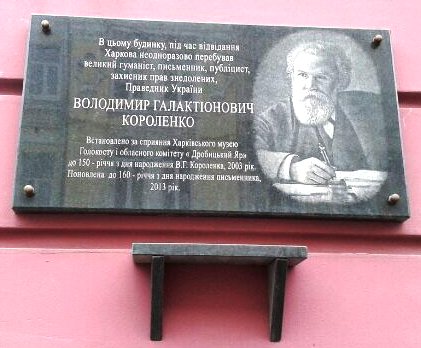 В цьому будинку, під час відвідання
Харкова неодноразово перебував
великий гуманіст, письменник, публіцист,
захисник прав знедолених,
Праведник України
ВОЛОДИМИР ГАЛАКТІОНОВИЧ
КОРОЛЕНКО
Встановлено за сприяння Харківського музею
Голокосту і обласного комітету « Дробицький Яр»
до 150 - річчя з дня народження В.Г. Короленка, 2003 рік.
Поновлена до 160 - річчя з дня народження письменника,
2013 рік.